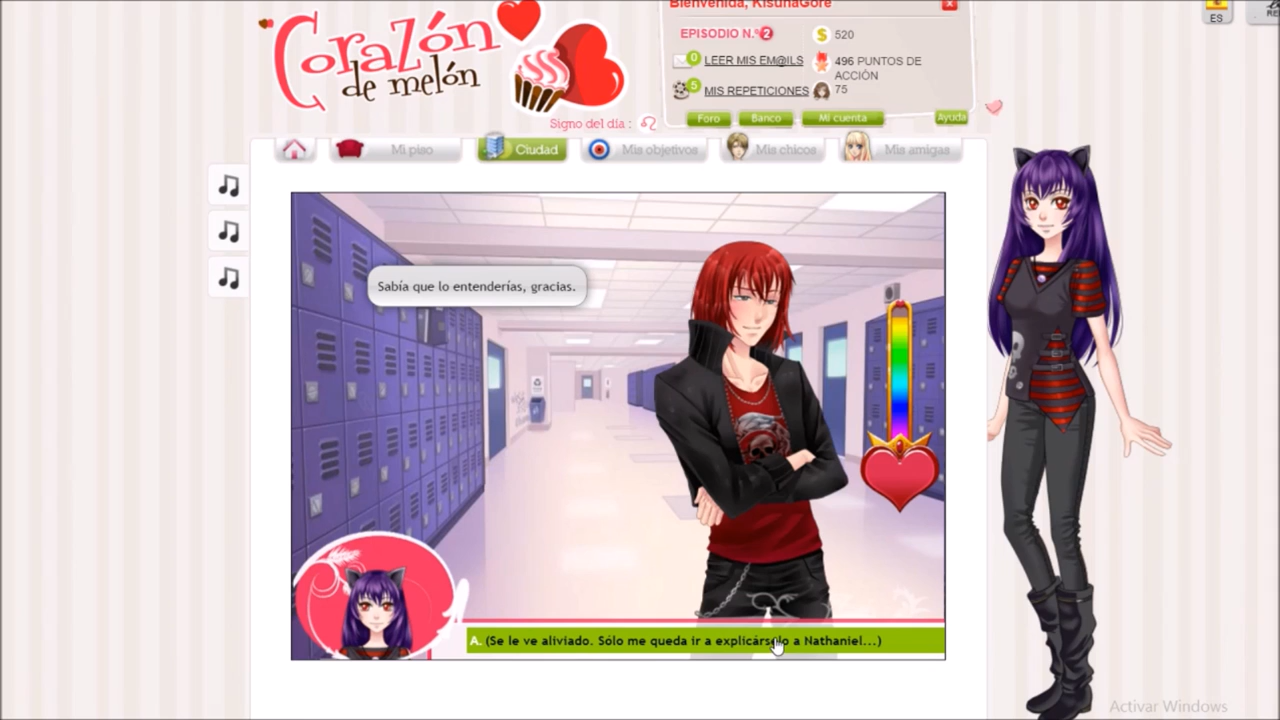 Corazón
de melón
Bienvenida, KisunaGore
EPISODIO N.º 2
520
0 LEER MIS EM@ILS
496 PUNTOS DE
ACCIÓN
5 MIS REPETICIONES
75
Foro
Banco
Mi cuenta
Ayuda
ES
Signo del día :
Mi piso
Ciudad
Mis objetivos
Mis chicos
Mis amigas
Sabía que lo entenderías, gracias.
A. (Se le ve aliviado. Sólo me queda ir a explicárselo a Nathaniel...)
Activar Windows